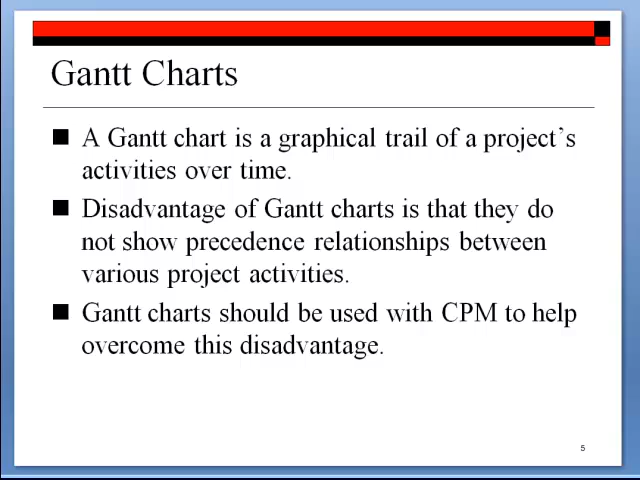 Gantt Charts
■ A Gantt chart is a graphical trail of a project’s
activities over time.
■ Disadvantage of Gantt charts is that they do
not show precedence relationships between
various project activities.
■ Gantt charts should be used with CPM to help
overcome this disadvantage.
5